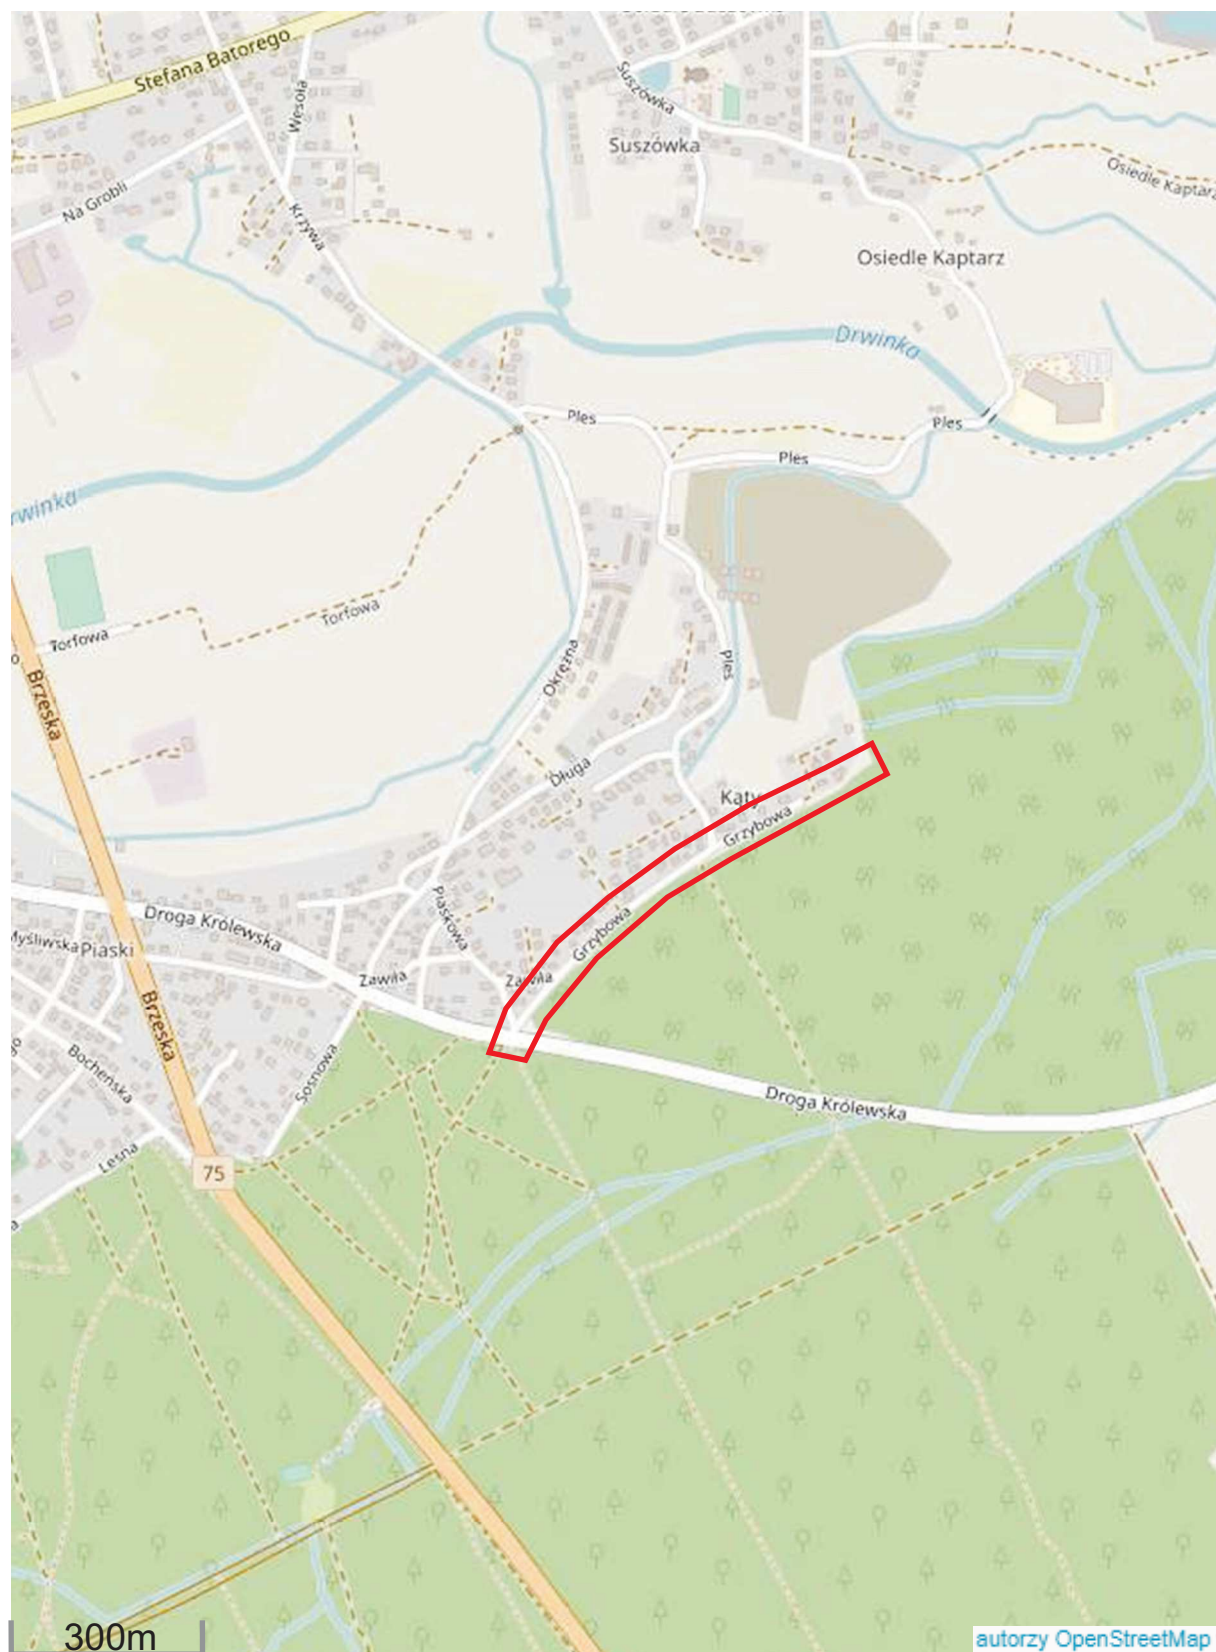 Stefana Batorego
Wesoła
Suszówka
Suszówka
Osiedle Kaptarz
Na Grobli
Krzywa
Osiedle Kaptarz
Drwinka
Ples
Ples
Ples
rwinka
Torfowa
Torfowa
Okrężna
Ples
Brzeska
Długa
Kąty
Grzybowa
Piaskowa
Droga Królewska
Grzybowa
Myśliwska
Piaski
Zawiła
Zawiła
Brzeska
Bocheńska
Sosnowa
Droga Królewska
Leśna
75
300m
autorzy OpenStreetMap